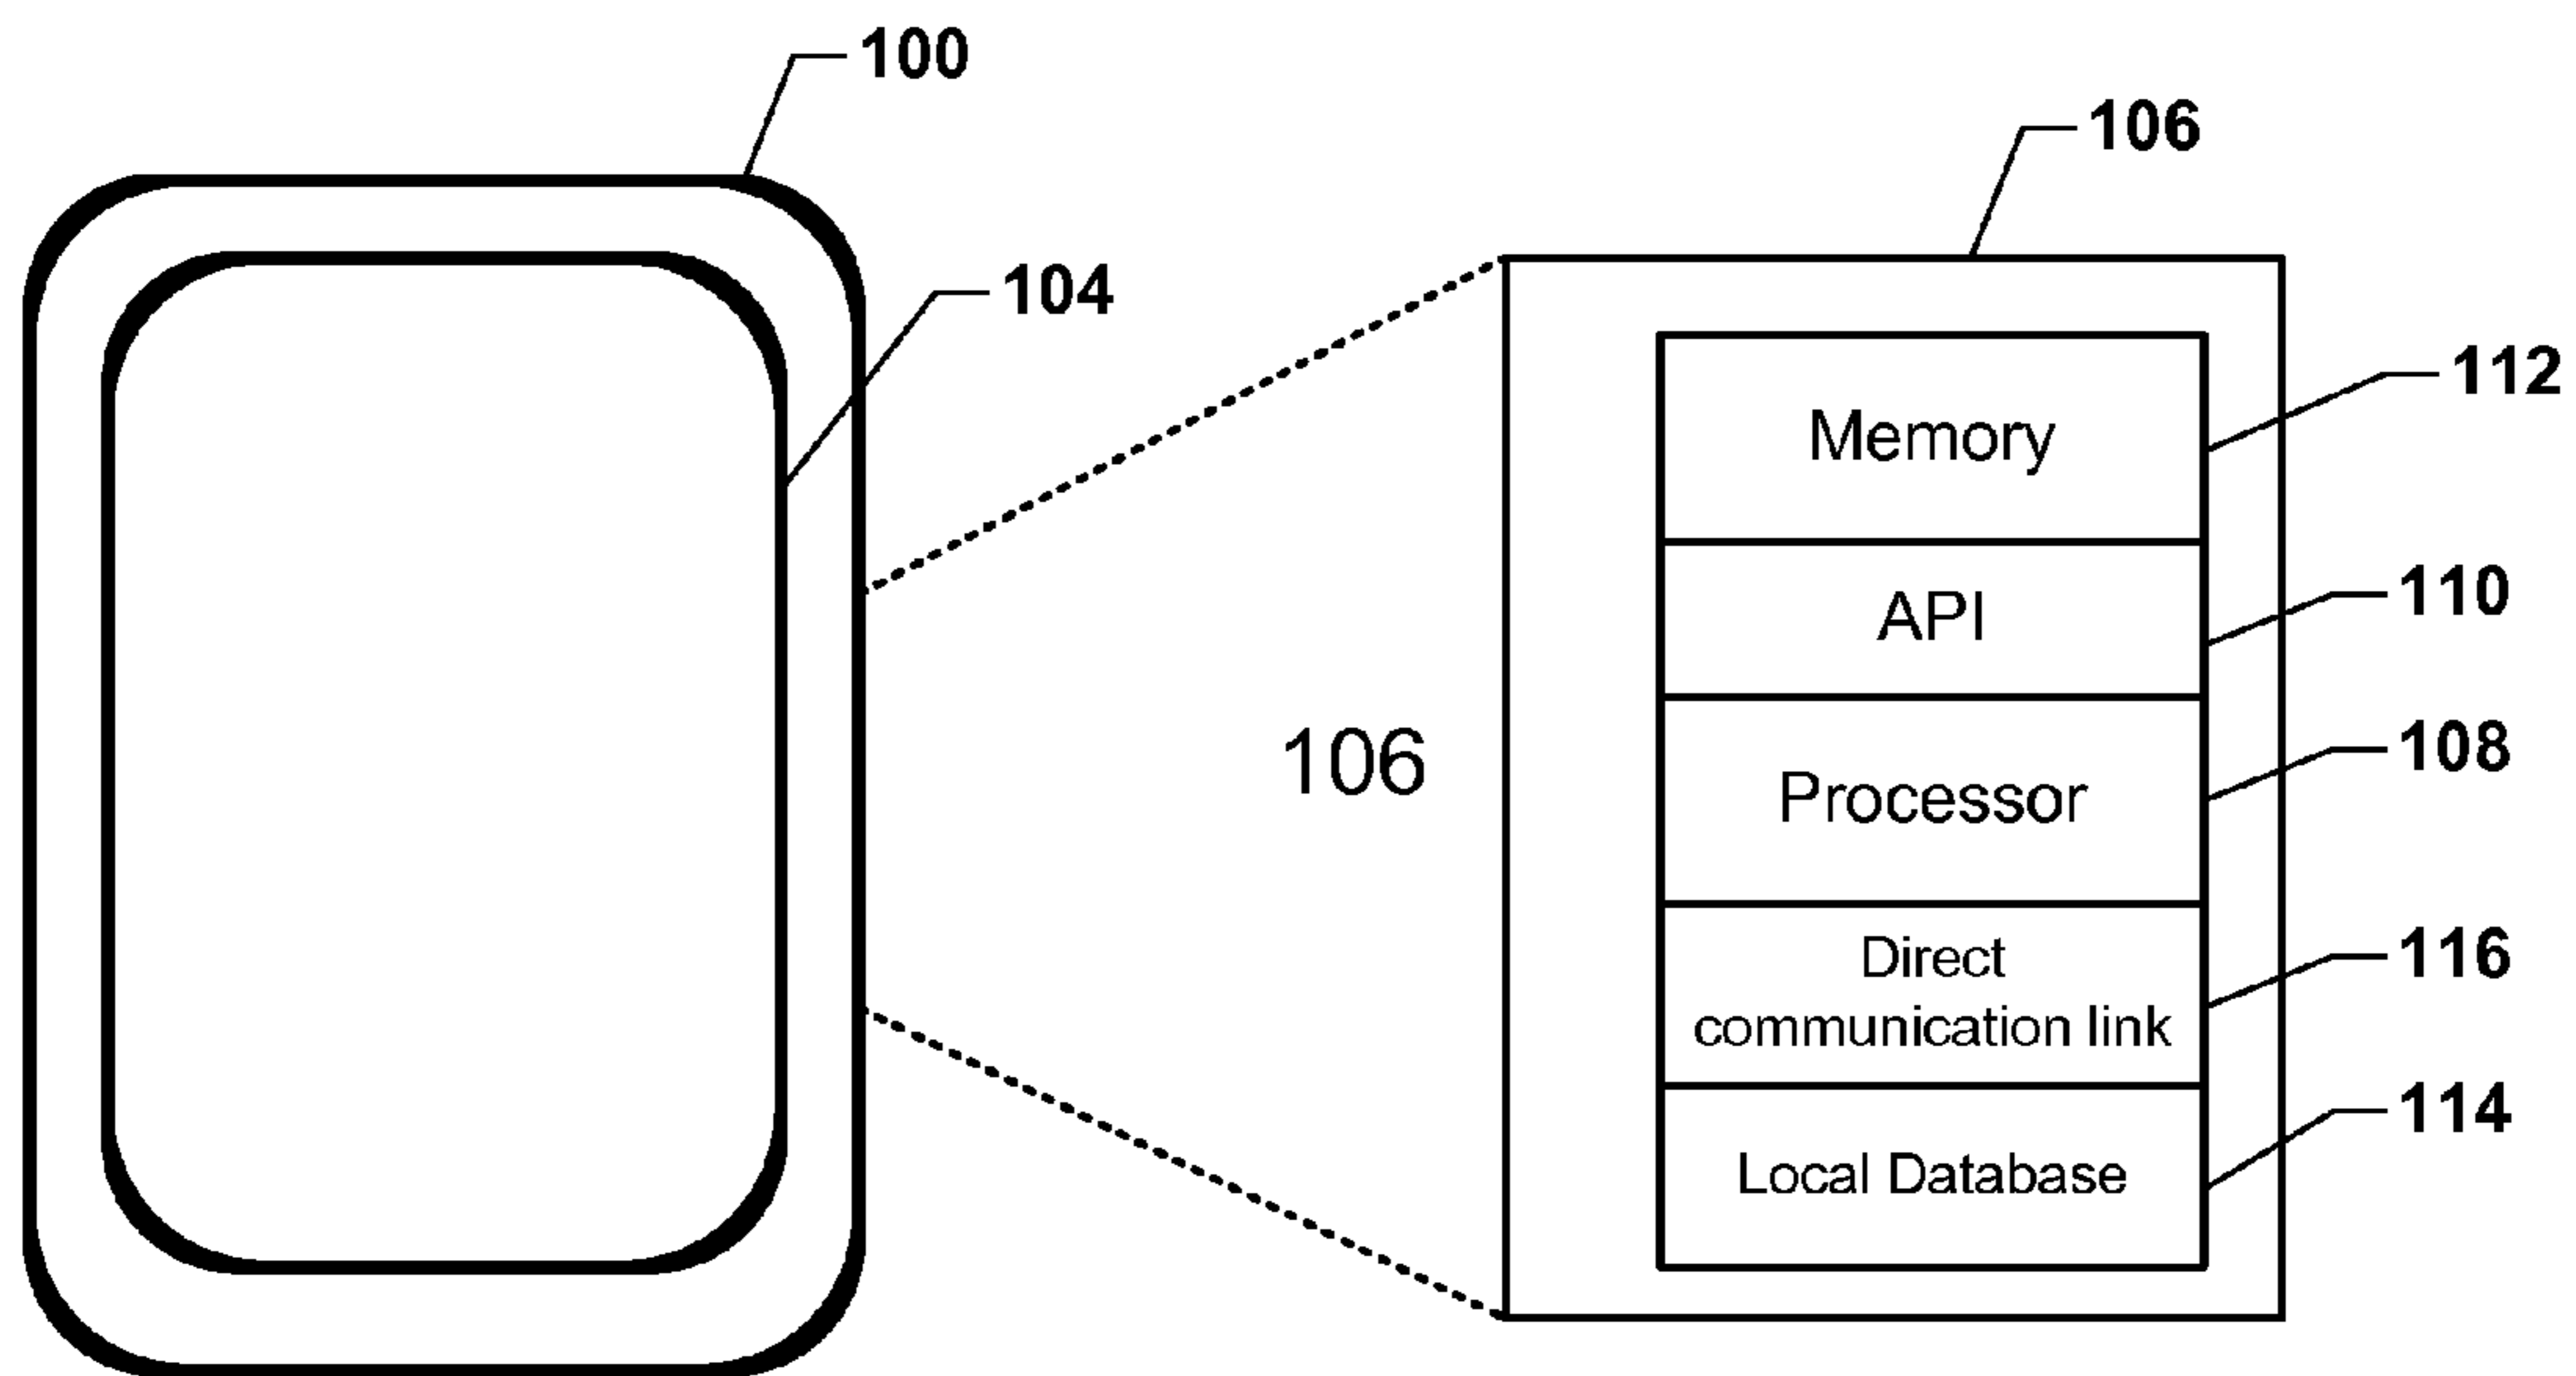 100
106
104
Memory
112
API
110
106
Processor
108
Direct
communication link
116
Local Database
114